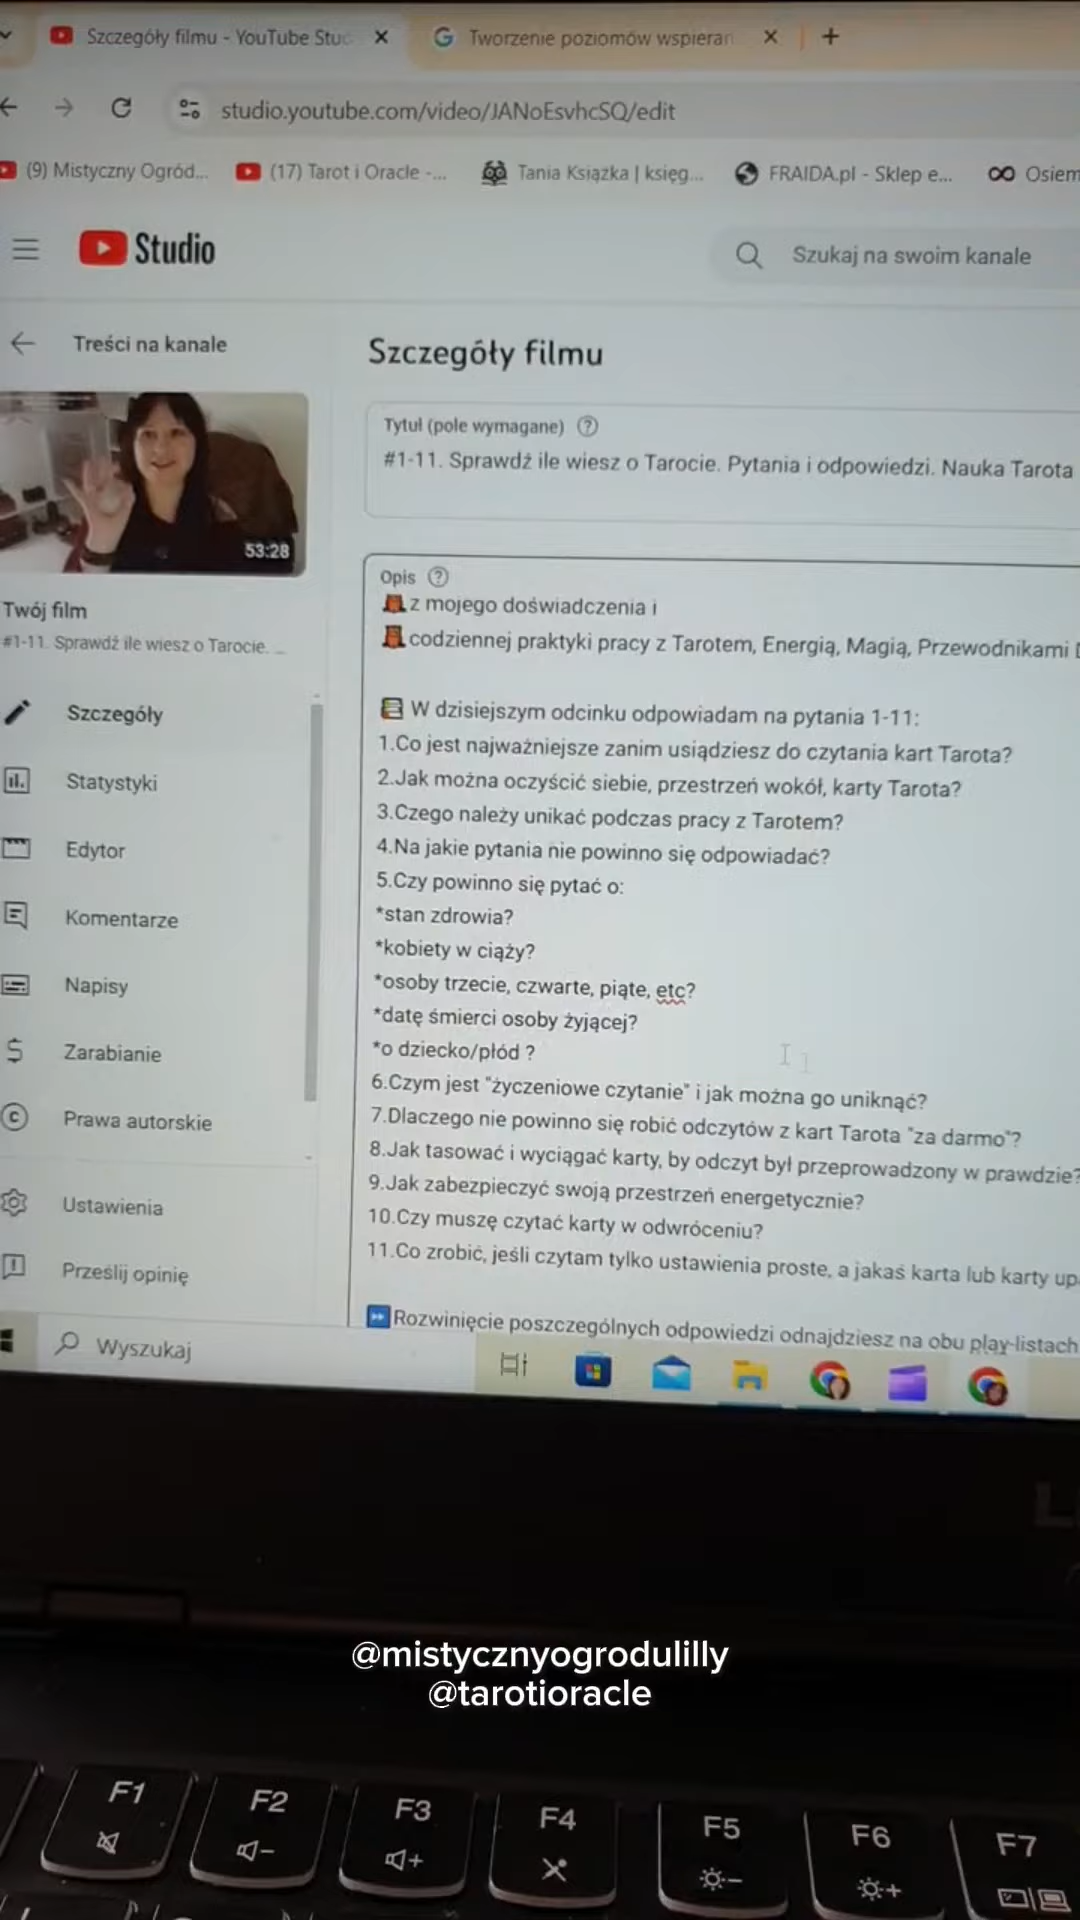 Szczegóły filmu - YouTube Stu
Tworzenie poziomów wspieran
studio.youtube.com/video/JANoEsvhcSQ/edit
(9) Mistyczny Ogród...
(17) Tarot i Oracle -...
Tania Książka | księg...
FRAIDA.pl - Sklep e...
Osiem
Studio
Szukaj na swoim kanale
Treści na kanale
53:28
Twój film
#1-11. Sprawdź ile wiesz o Tarocie. ...
Szczegóły
Statystyki
Edytor
Komentarze
Napisy
Zarabianie
Prawa autorskie
Ustawienia
Prześlij opinię
Szczegóły filmu
Tytuł (pole wymagane)
#1-11. Sprawdź ile wiesz o Tarocie. Pytania i odpowiedzi. Nauka Tarota
Opis
z mojego doświadczenia i
codziennej praktyki pracy z Tarotem, Energią, Magią, Przewodnikami
W dzisiejszym odcinku odpowiadam na pytania 1-11:
1.Co jest najważniejsze zanim usiądziesz do czytania kart Tarota?
2.Jak można oczyścić siebie, przestrzeń wokół, karty Tarota?
3.Czego należy unikać podczas pracy z Tarotem?
4.Na jakie pytania nie powinno się odpowiadać?
5.Czy powinno się pytać o:
*stan zdrowia?
*kobiety w ciąży?
*osoby trzecie, czwarte, piąte, etc?
*datę śmierci osoby żyjącej?
*o dziecko/płód ?
6.Czym jest "życzeniowe czytanie" i jak można go uniknąć?
7.Dlaczego nie powinno się robić odczytów z kart Tarota "za darmo"?
8.Jak tasować i wyciągać karty, by odczyt był przeprowadzony w prawdzie?
9.Jak zabezpieczyć swoją przestrzeń energetycznie?
10.Czy muszę czytać karty w odwróceniu?
11.Co zrobić, jeśli czytam tylko ustawienia proste, a jakaś karta lub karty up
Rozwinięcie poszczególnych odpowiedzi odnajdziesz na obu play-listach
Wyszukaj
@mistycznyogrodulilly
@tarotioracle
F1
F2
F3
F4
F5
F6
F7